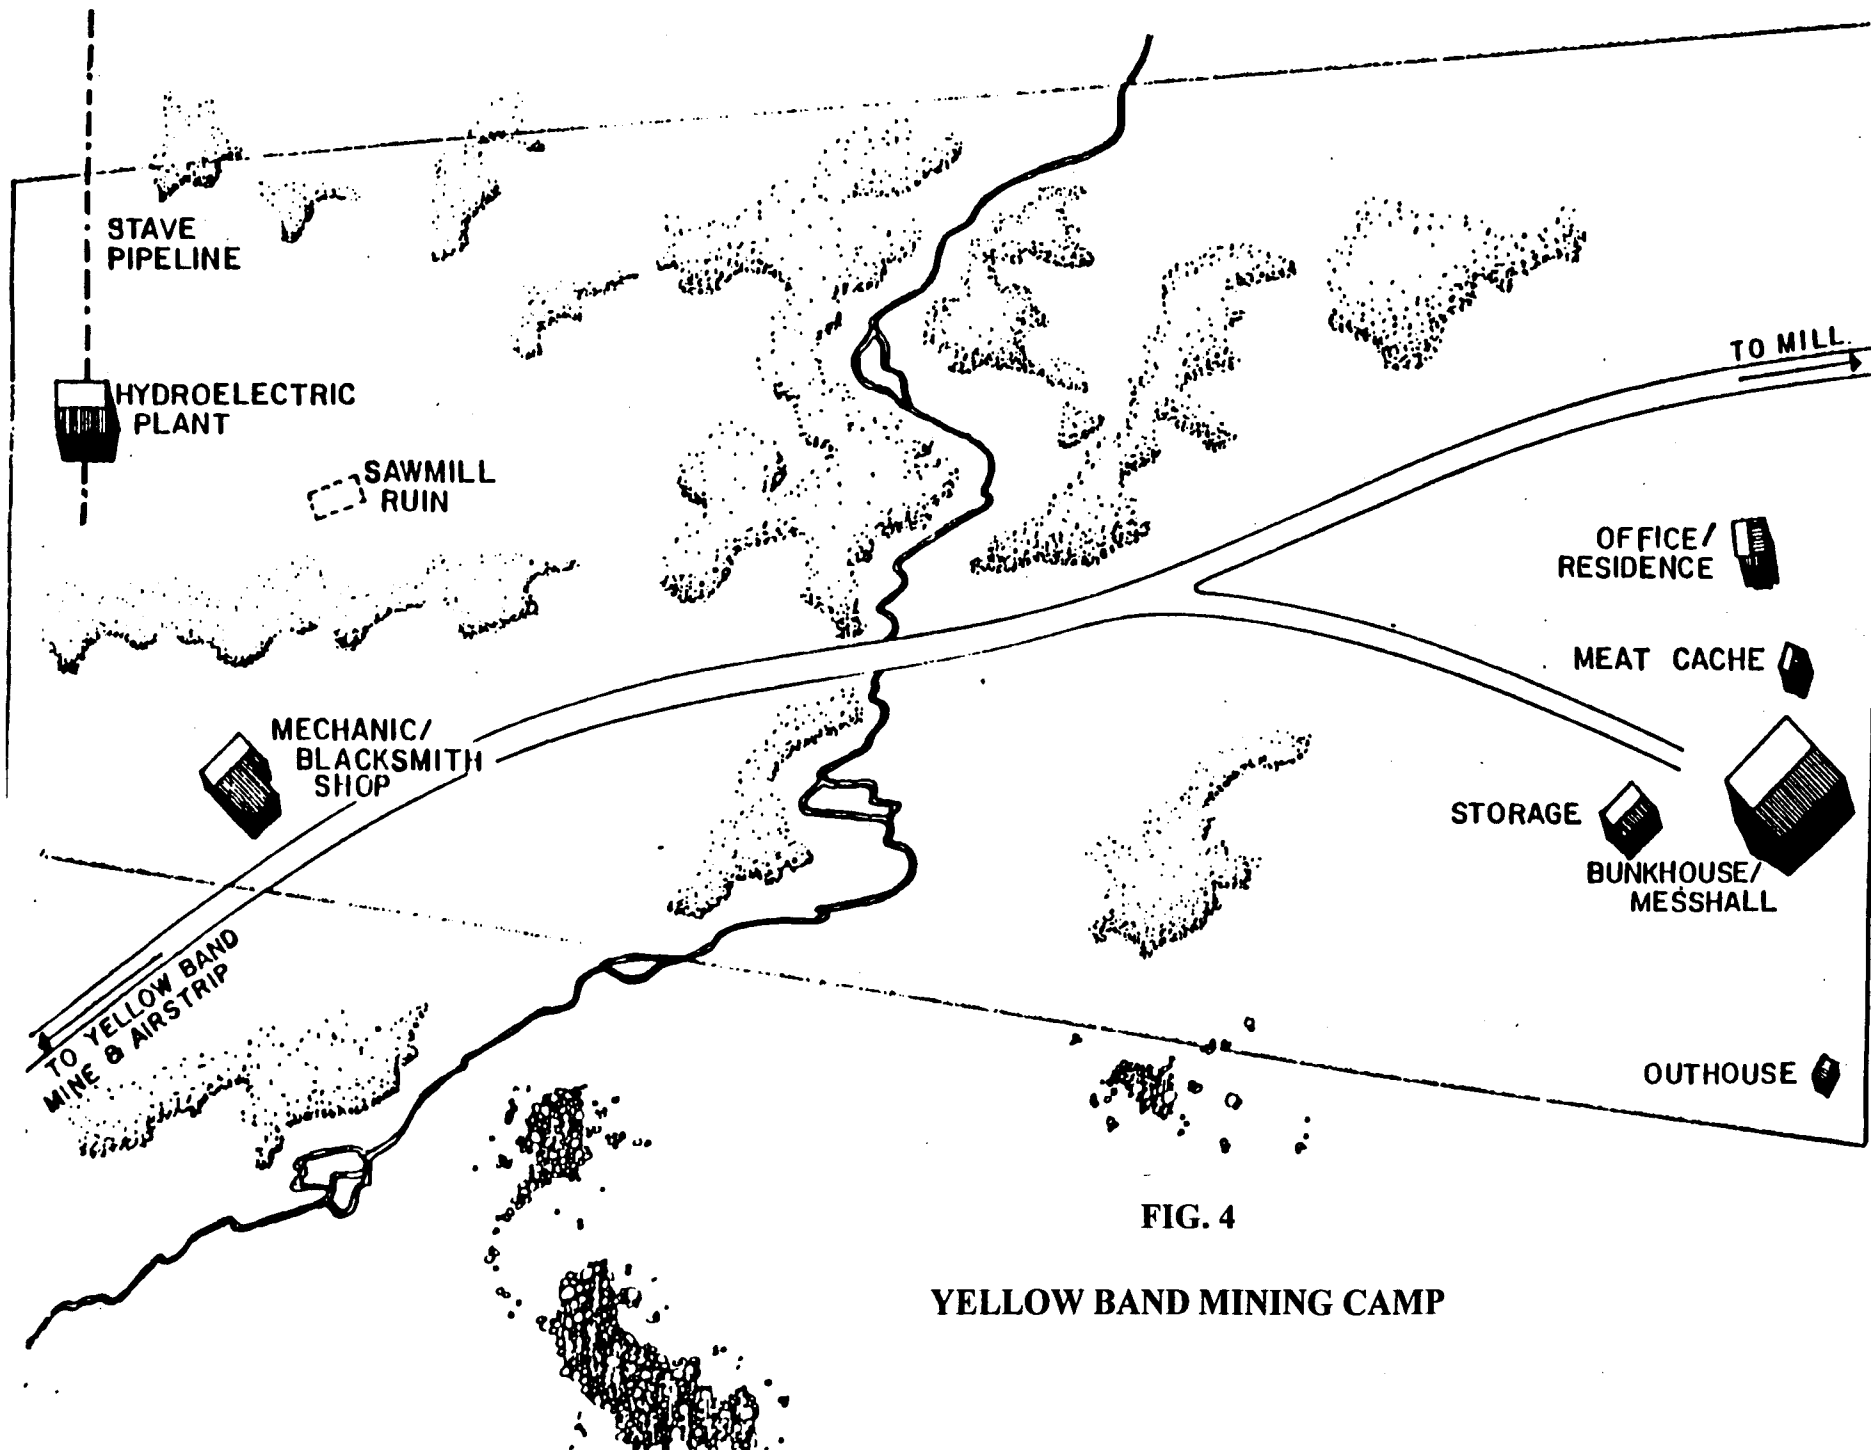 STAVE
PIPELINE
HYDROELECTRIC
PLANT
SAWMILL
RUIN
TO MILL
OFFICE/
RESIDENCE
MEAT CACHE
MECHANIC/
BLACKSMITH
SHOP
STORAGE
BUNKHOUSE/
MESSHALL
TO YELLOW BAND
MINE & AIRSTRIP
OUTHOUSE
FIG. 4
YELLOW BAND MINING CAMP